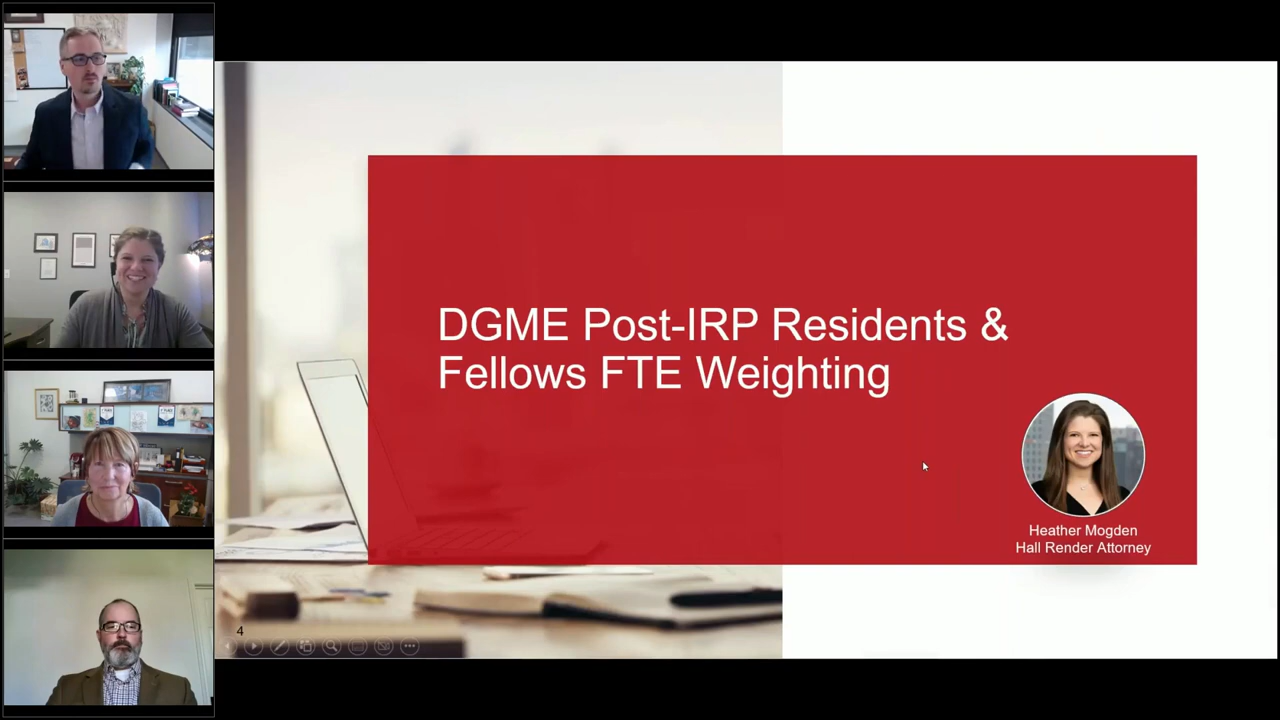 DGME Post-IRP Residents &
Fellows FTE Weighting
Heather Mogden
Hall Render Attorney
4